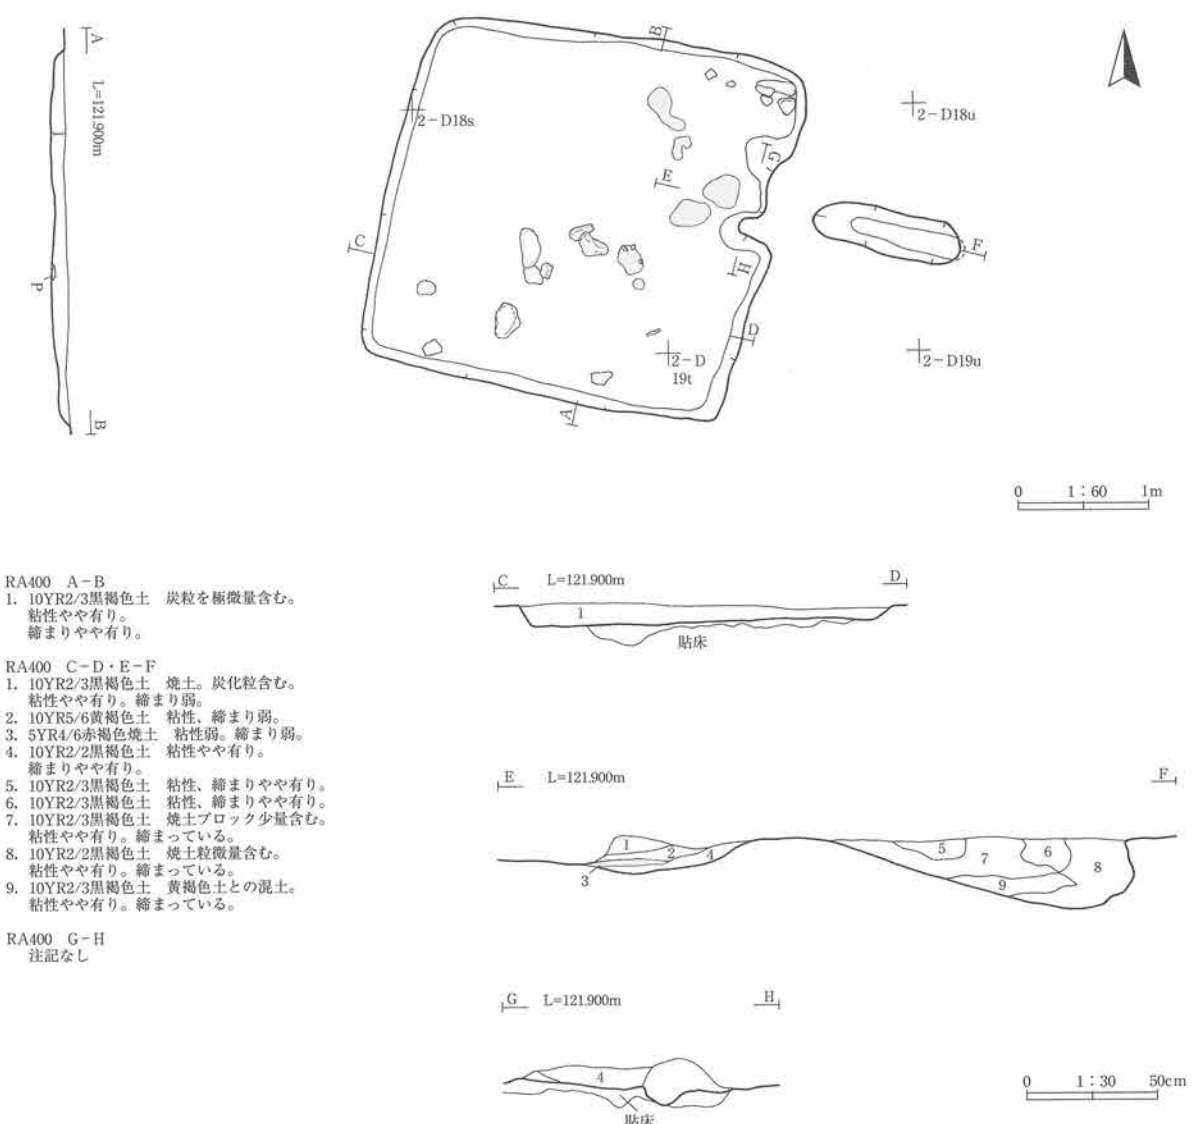 A
L=121.900m
P
B
B
2-D18s
2-D18u
G
E
C
F
H
D
2-D
19t
2-D19u
A
0 1:60 1m
RA400 A-B
1. 10YR2/3黒褐色土 炭粒を極微量含む。
粘性やや有り。
締まりやや有り。
RA400 C-D・E-F
1. 10YR2/3黒褐色土 焼土。炭化粒含む。
粘性やや有り。締まり弱。
2. 10YR5/6黄褐色土 粘性、締まり弱。
3. 5YR4/6赤褐色焼土 粘性弱。締まり弱。
4. 10YR2/2黒褐色土 粘性やや有り。
締まりやや有り。
5. 10YR2/3黒褐色土 粘性、締まりやや有り。
6. 10YR2/3黒褐色土 粘性、締まりやや有り。
7. 10YR2/3黒褐色土 焼土ブロック少量含む。
粘性やや有り。締まっている。
8. 10YR2/2黒褐色土 焼土粒微量含む。
粘性やや有り。締まっている。
9. 10YR2/3黒褐色土 黄褐色土との混土。
粘性やや有り。締まっている。
RA400 G-H
注記なし
C L=121.900m D
1
貼床
E L=121.900m F
1 2 4 3 5 7 6 8 9
G L=121.900m H
4
貼床
0 1:30 50cm